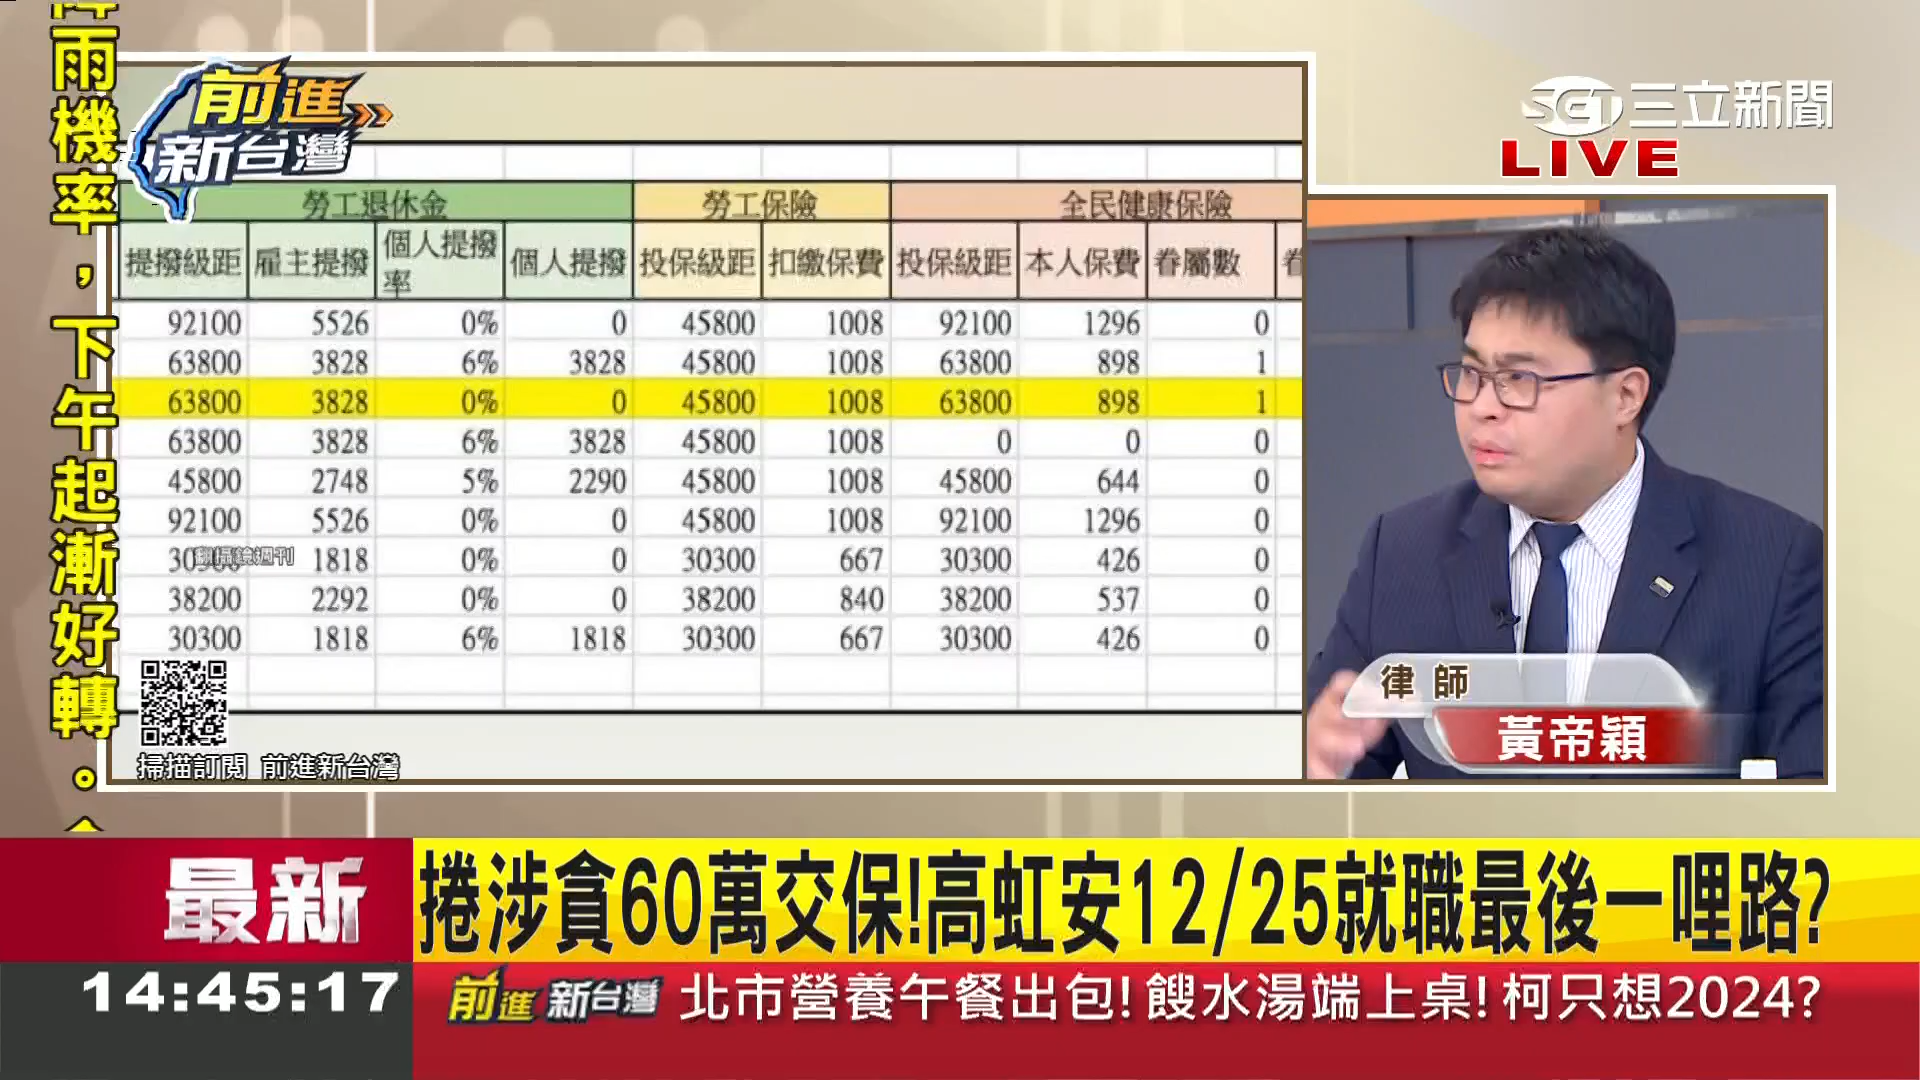 雨機率，下午起漸好轉。
前進
新台灣
SET三立新聞
LIVE
勞工退休金 勞工保險 全民健康保險
提撥級距 雇主提撥 個人提撥率 個人提撥 投保級距 扣繳保費 投保級距 本人保費 眷屬數
92100 5526 0% 0 45800 1008 92100 1296 0
63800 3828 6% 3828 45800 1008 63800 898 1
63800 3828 0% 0 45800 1008 63800 898 1
63800 3828 6% 3828 45800 1008 0 0 0
45800 2748 5% 2290 45800 1008 45800 644 0
92100 5526 0% 0 45800 1008 92100 1296 0
1818 0% 0 30300 667 30300 426 0
翻攝鏡週刊
38200 2292 0% 0 38200 840 38200 537 0
30300 1818 6% 1818 30300 667 30300 426 0
掃描訂閱 前進新台灣
律師
黃帝穎
最新
捲涉貪60萬交保!高虹安12/25就職最後一哩路?
14:45:17
前進新台灣 北市營養午餐出包!餿水湯端上桌!柯只想2024?